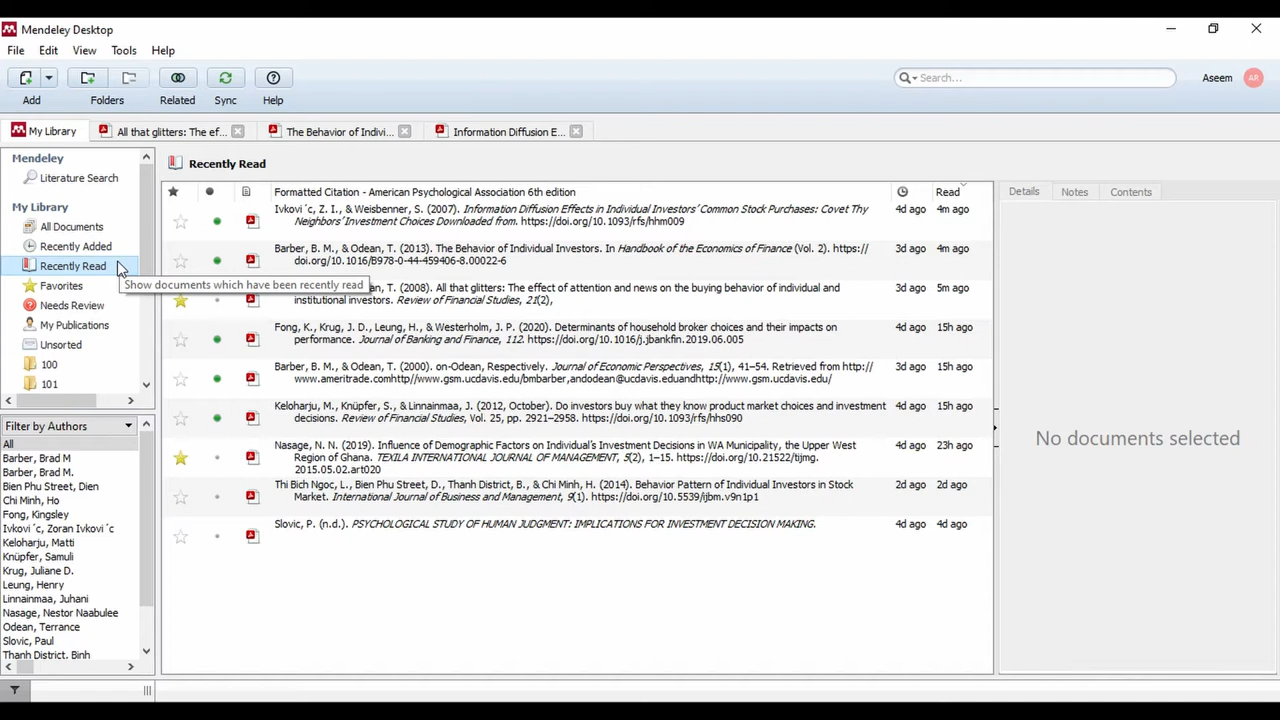 Mendeley Desktop
File Edit View Tools Help
Search... Aseem AR
Add Folders Related Sync Help
My Library All that glitters: The ef... The Behavior of Indivi... Information Diffusion E...
Mendeley
Literature Search
My Library
All Documents
Recently Added
Recently Read
Favorites
Needs Review
My Publications
Unsorted
100
101
Show documents which have been recently read
Filter by Authors
All
Barber, Brad M
Barber, Brad M.
Bien Phu Street, Dien
Chi Minh, Ho
Fong, Kingsley
Ivkovi´c, Zoran Ivkovi´c
Keloharju, Matti
Knüpfer, Samuli
Krug, Juliane D.
Leung, Henry
Linnainmaa, Juhani
Nasage, Nestor Naabulee
Odean, Terrance
Slovic, Paul
Thanh District, Binh
Recently Read
Formatted Citation - American Psychological Association 6th edition Read
Ivkovi´c, Z. I., & Weisbenner, S. (2007). Information Diffusion Effects in Individual Investors' Common Stock Purchases: Covet Thy 4d ago 4m ago
Neighbors' Investment Choices Downloaded from. https://doi.org/10.1093/rfs/hhm009
Barber, B. M., & Odean, T. (2013). The Behavior of Individual Investors. In Handbook of the Economics of Finance (Vol. 2). https:// 3d ago 4m ago
doi.org/10.1016/B978-0-44-459406-8.00022-6
an, T. (2008). All that glitters: The effect of attention and news on the buying behavior of individual and 3d ago 5m ago
institutional investors. Review of Financial Studies, 21(2),
Fong, K., Krug, J. D., Leung, H., & Westerholm, J. P. (2020). Determinants of household broker choices and their impacts on 4d ago 15h ago
performance. Journal of Banking and Finance, 112. https://doi.org/10.1016/j.jbankfin.2019.06.005
Barber, B. M., & Odean, T. (2000). on-Odean, Respectively. Journal of Economic Perspectives, 15(1), 41–54. Retrieved from http:// 3d ago 15h ago
www.ameritrade.comhttp//www.gsm.ucdavis.edu/bmbarber,andodean@ucdavis.eduandhttp://www.gsm.ucdavis.edu/
Keloharju, M., Knüpfer, S., & Linnainmaa, J. (2012, October). Do investors buy what they know product market choices and investment 4d ago 15h ago
decisions. Review of Financial Studies, Vol. 25, pp. 2921–2958. https://doi.org/10.1093/rfs/hhs090
Nasage, N. N. (2019). Influence of Demographic Factors on Individual's Investment Decisions in WA Municipality, the Upper West 4d ago 23h ago
Region of Ghana. TEXILA INTERNATIONAL JOURNAL OF MANAGEMENT, 5(2), 1–15. https://doi.org/10.21522/tijmg.
2015.05.02.art020
Thi Bich Ngoc, L., Bien Phu Street, D., Thanh District, B., & Chi Minh, H. (2014). Behavior Pattern of Individual Investors in Stock 2d ago 2d ago
Market. International Journal of Business and Management, 9(1). https://doi.org/10.5539/ijbm.v9n1p1
Slovic, P. (n.d.). PSYCHOLOGICAL STUDY OF HUMAN JUDGMENT: IMPLICATIONS FOR INVESTMENT DECISION MAKING. 4d ago 4d ago
Details Notes Contents
No documents selected